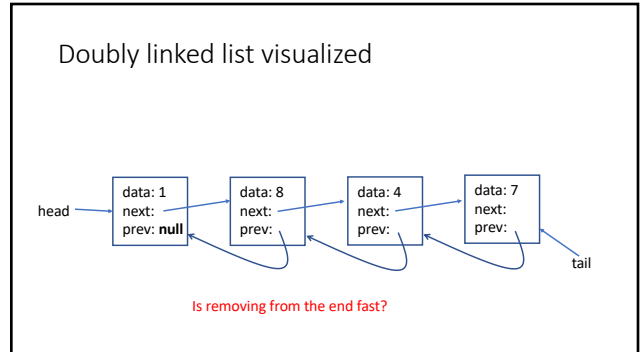 Doubly linked list visualized
head
data: 1
next:
prev: null
data: 8
next:
prev:
data: 4
next:
prev:
data: 7
next:
prev:
tail
Is removing from the end fast?